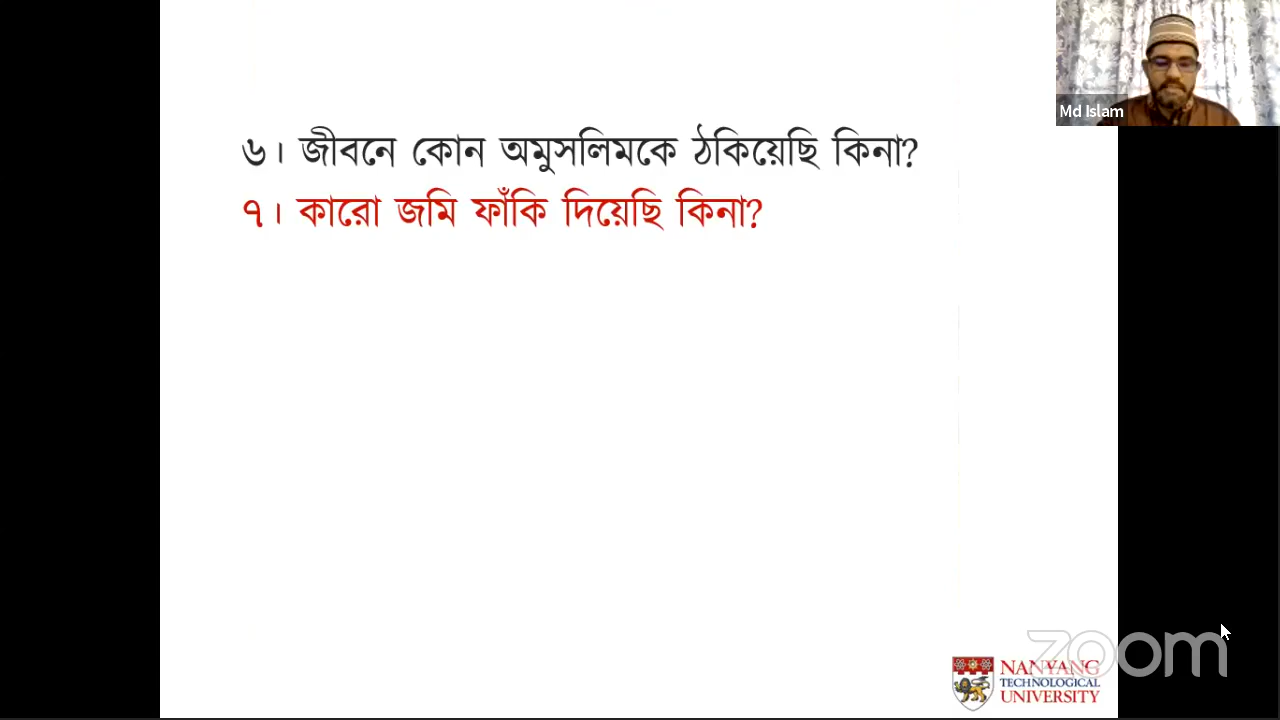 Md Islam
৬। জীবনে কোন অমুসলিমকে ঠকিয়েছি কিনা?
৭। কারো জমি ফাঁকি দিয়েছি কিনা?
zoom
NANYANG
TECHNOLOGICAL
UNIVERSITY